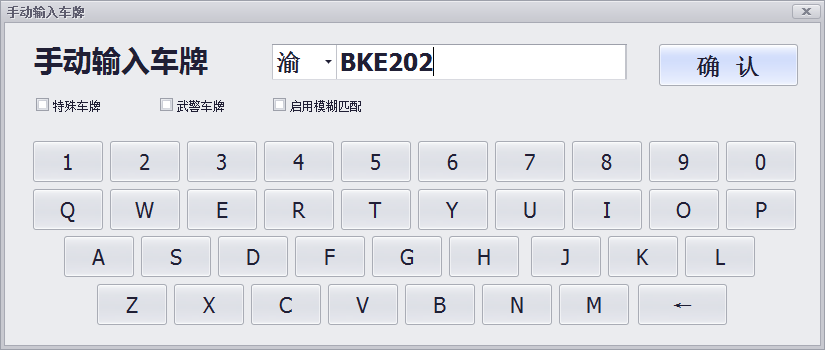 手动输入车牌
手动输入车牌 渝 BKE202 确 认
特殊车牌 武警车牌 启用模糊匹配
1 2 3 4 5 6 7 8 9 0
Q W E R T Y U I O P
A S D F G H J K L
Z X C V B N M ←